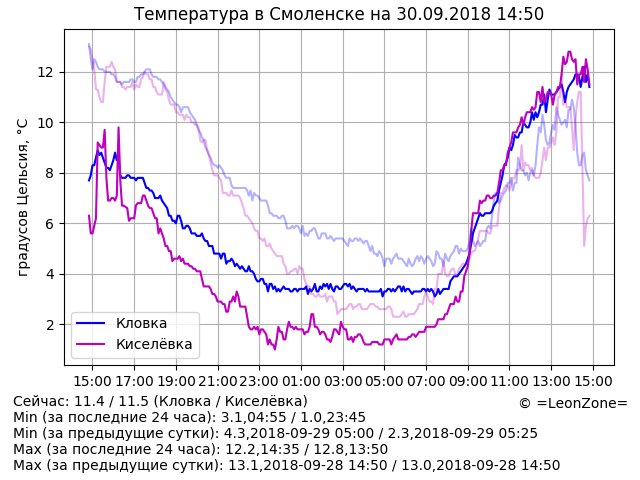 Температура в Смоленске на 30.09.2018 14:50
градусов Цельсия, °C
12
10
8
6
4
2
Кловка
Киселёвка
15:00 17:00 19:00 21:00 23:00 01:00 03:00 05:00 07:00 09:00 11:00 13:00 15:00
Сейчас: 11.4 / 11.5 (Кловка / Киселёвка)
© =LeonZone=
Min (за последние 24 часа): 3.1,04:55 / 1.0,23:45
Min (за предыдущие сутки): 4.3,2018-09-29 05:00 / 2.3,2018-09-29 05:25
Max (за последние 24 часа): 12.2,14:35 / 12.8,13:50
Max (за предыдущие сутки): 13.1,2018-09-28 14:50 / 13.0,2018-09-28 14:50